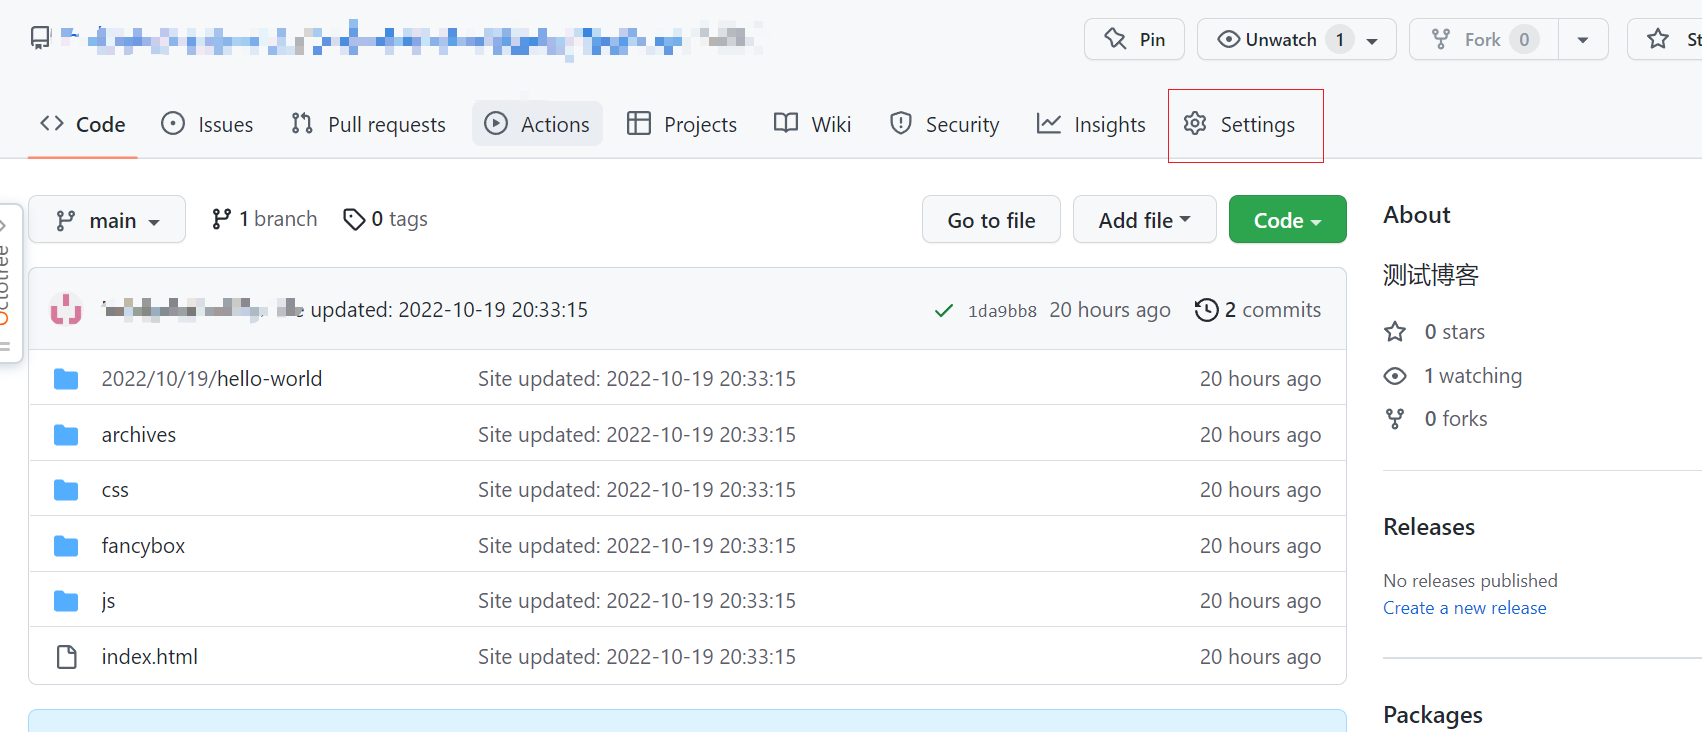 Pin Unwatch 1 Fork 0
Code Issues Pull requests Actions Projects Wiki Security Insights Settings
main 1 branch 0 tags Go to file Add file Code
Octotree
updated: 2022-10-19 20:33:15 1da9bb8 20 hours ago 2 commits
2022/10/19/hello-world Site updated: 2022-10-19 20:33:15 20 hours ago
archives Site updated: 2022-10-19 20:33:15 20 hours ago
css Site updated: 2022-10-19 20:33:15 20 hours ago
fancybox Site updated: 2022-10-19 20:33:15 20 hours ago
js Site updated: 2022-10-19 20:33:15 20 hours ago
index.html Site updated: 2022-10-19 20:33:15 20 hours ago
About
测试博客
0 stars
1 watching
0 forks
Releases
No releases published
Create a new release
Packages